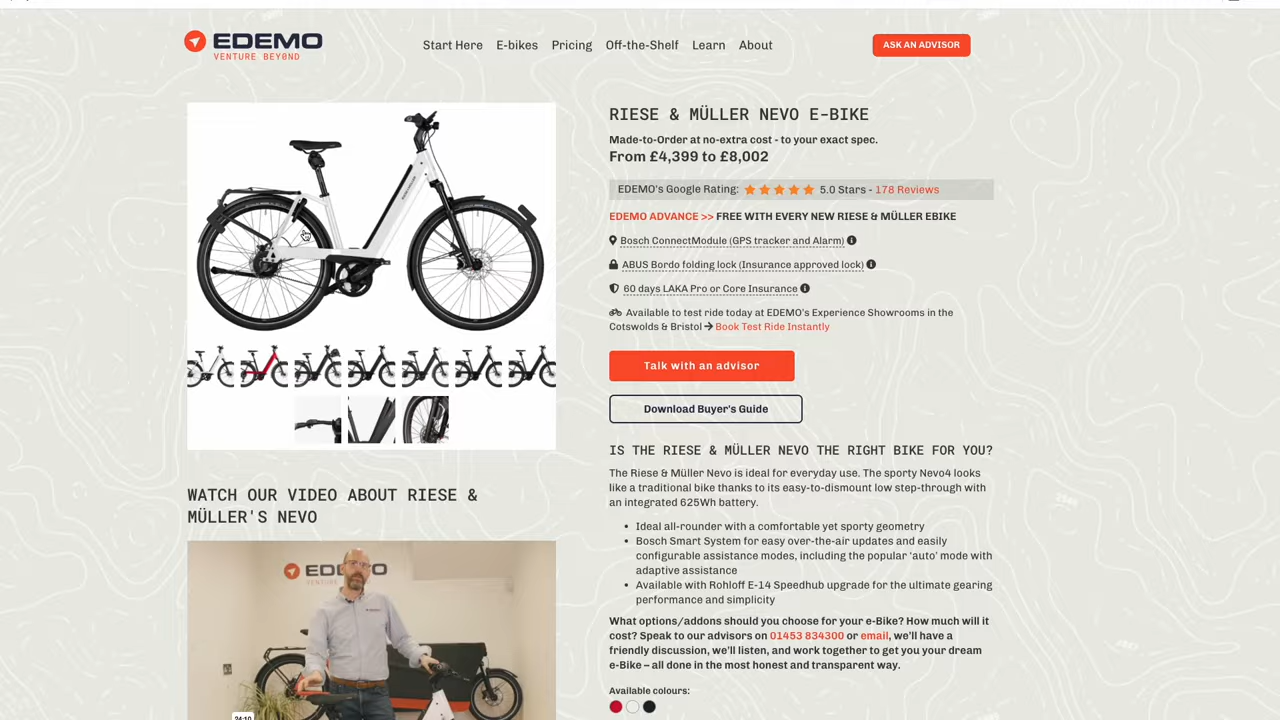 EDEMO
VENTURE BEYOND
Start Here
E-bikes
Pricing
Off-the-Shelf
Learn
About
ASK AN ADVISOR
RIESE & MÜLLER NEVO E-BIKE
Made-to-Order at no-extra cost - to your exact spec.
From £4,399 to £8,002
EDEMO's Google Rating: 5.0 Stars - 178 Reviews
EDEMO ADVANCE >> FREE WITH EVERY NEW RIESE & MÜLLER EBIKE
Bosch ConnectModule (GPS tracker and Alarm)
ABUS Bordo folding lock (Insurance approved lock)
60 days LAKA Pro or Core Insurance
Available to test ride today at EDEMO's Experience Showrooms in the
Cotswolds & Bristol → Book Test Ride Instantly
Talk with an advisor
Download Buyer's Guide
IS THE RIESE & MÜLLER NEVO THE RIGHT BIKE FOR YOU?
The Riese & Müller Nevo is ideal for everyday use. The sporty Nevo4 looks
like a traditional bike thanks to its easy-to-dismount low step-through with
an integrated 625Wh battery.
• Ideal all-rounder with a comfortable yet sporty geometry
• Bosch Smart System for easy over-the-air updates and easily
configurable assistance modes, including the popular 'auto' mode with
adaptive assistance
• Available with Rohloff E-14 Speedhub upgrade for the ultimate gearing
performance and simplicity
What options/addons should you choose for your e-Bike? How much will it
cost? Speak to our advisors on 01453 834300 or email, we'll have a
friendly discussion, we'll listen, and work together to get you your dream
e-Bike – all done in the most honest and transparent way.
Available colours:
WATCH OUR VIDEO ABOUT RIESE &
MÜLLER'S NEVO
24:10